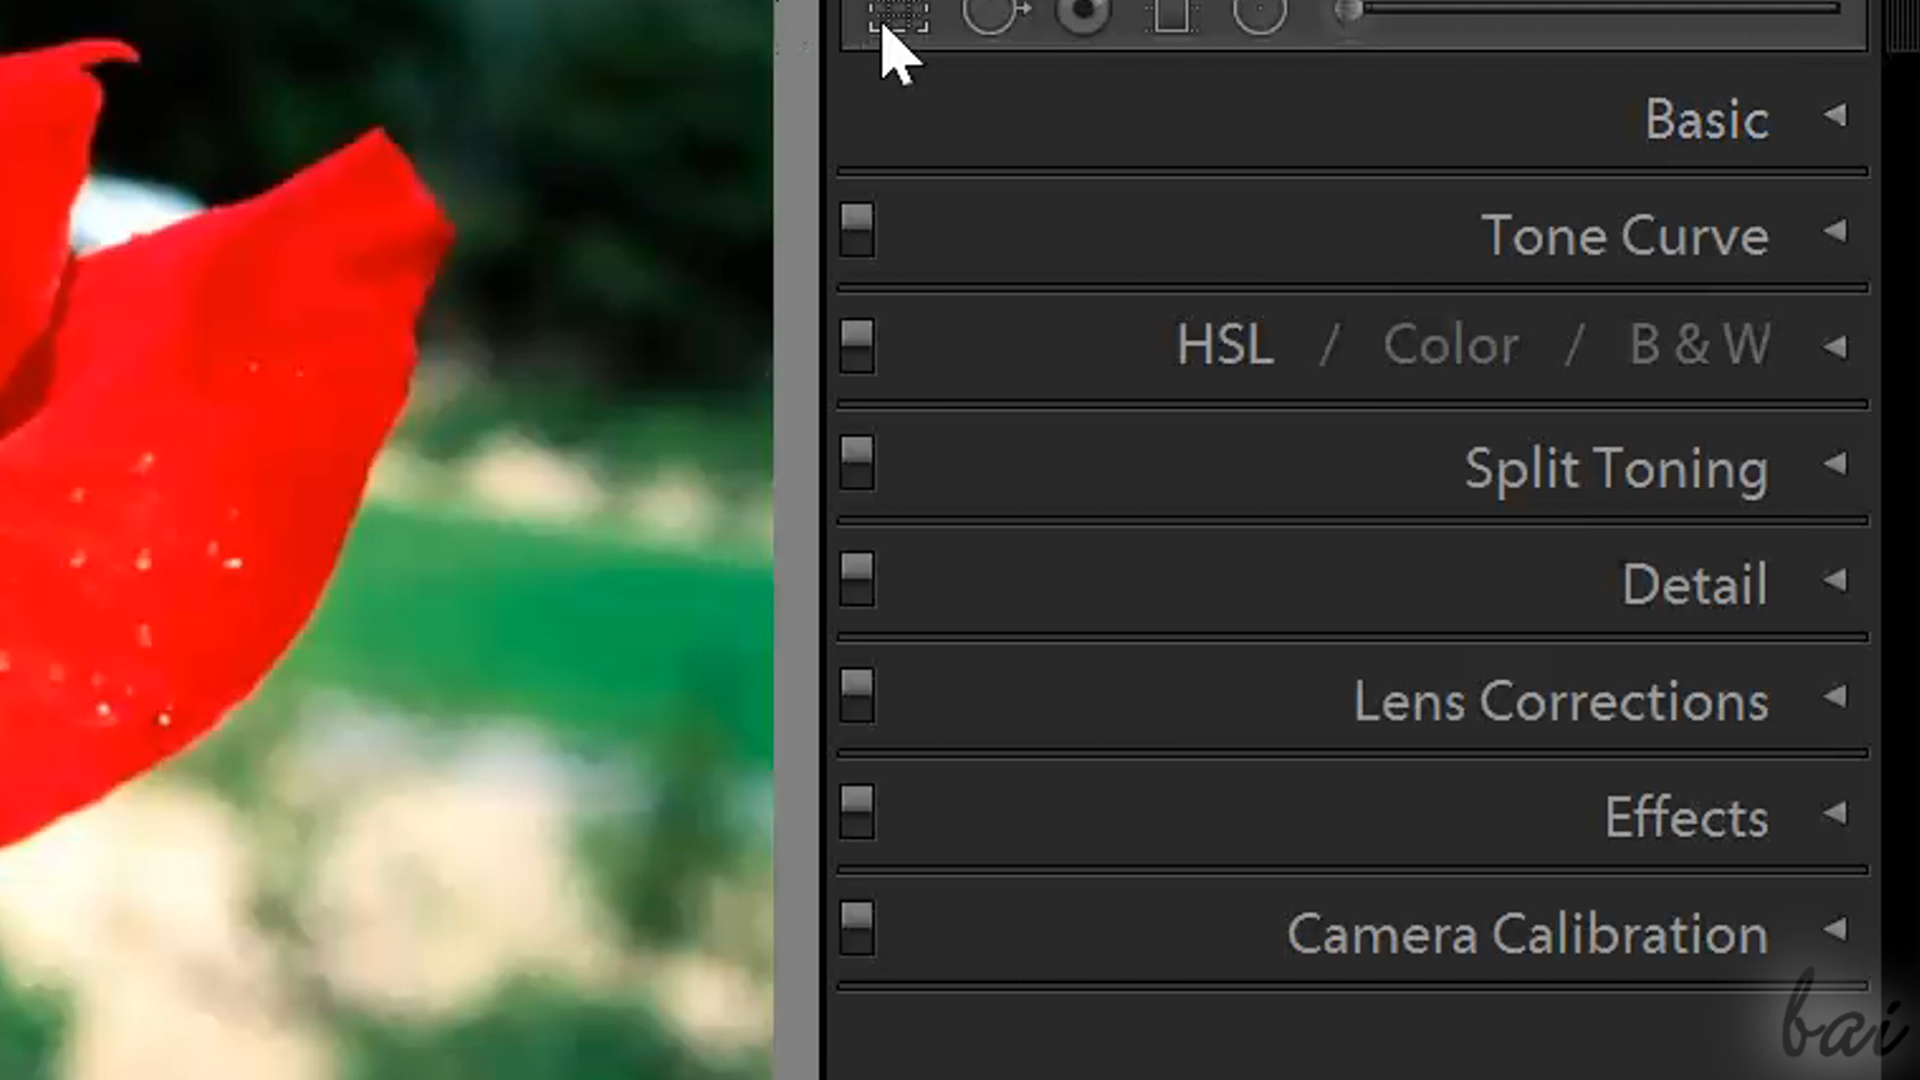 Basic
Tone Curve
HSL / Color / B & W
Split Toning
Detail
Lens Corrections
Effects
Camera Calibration
bai